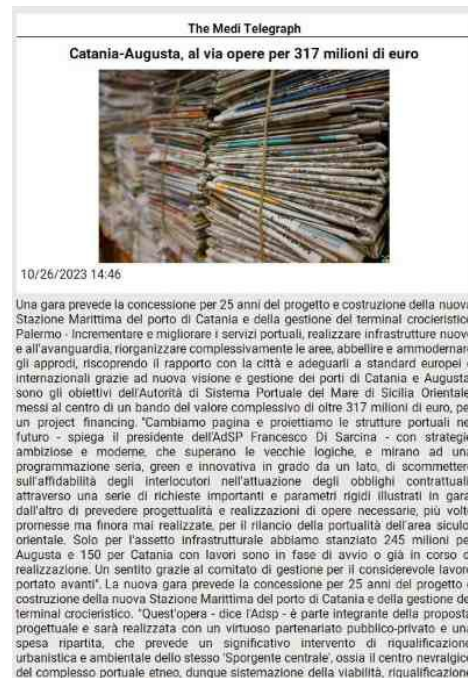 The Medi Telegraph
Catania-Augusta, al via opere per 317 milioni di euro
10/26/2023 14:46
Una gara prevede la concessione per 25 anni del progetto e costruzione della nuova
Stazione Marittima del porto di Catania e della gestione del terminal crocieristico
Palermo - Incrementare e migliorare i servizi portuali, realizzare infrastrutture nuove
e all'avanguardia, riorganizzare complessivamente le aree, abbellire e ammodernare
gli approdi, riscoprendo il rapporto con la città e adeguarli a standard europei e
internazionali grazie ad nuova visione e gestione dei porti di Catania e Augusta:
sono gli obiettivi dell'Autorità di Sistema Portuale del Mare di Sicilia Orientale,
messi al centro di un bando del valore complessivo di oltre 317 milioni di euro, per
un project financing. "Cambiamo pagina e proiettiamo le strutture portuali nel
futuro - spiega il presidente dell'AdSP Francesco Di Sarcina - con strategie
ambiziose e moderne, che superano le vecchie logiche, e mirano ad una
programmazione seria, green e innovativa in grado da un lato, di scommettere
sull'affidabilità degli interlocutori nell'attuazione degli obblighi contrattuali,
attraverso una serie di richieste importanti e parametri rigidi illustrati in gara,
dall'altro di prevedere progettualità e realizzazioni di opere necessarie, più volte
promesse ma finora mai realizzate, per il rilancio della portualità dell'area siculo-
orientale. Solo per l'assetto infrastrutturale abbiamo stanziato 245 milioni per
Augusta e 150 per Catania con lavori sono in fase di avvio o già in corso di
realizzazione. Un sentito grazie al comitato di gestione per il considerevole lavoro
portato avanti". La nuova gara prevede la concessione per 25 anni del progetto e
costruzione della nuova Stazione Marittima del porto di Catania e della gestione del
terminal crocieristico. "Quest'opera - dice l'Adsp - è parte integrante della proposta
progettuale e sarà realizzata con un virtuoso partenariato pubblico-privato e una
spesa ripartita, che prevede un significativo intervento di riqualificazione
urbanistica e ambientale dello stesso 'Sporgente centrale', ossia il centro nevralgico
del complesso portuale etneo, dunque sistemazione della viabilità, riqualificazione